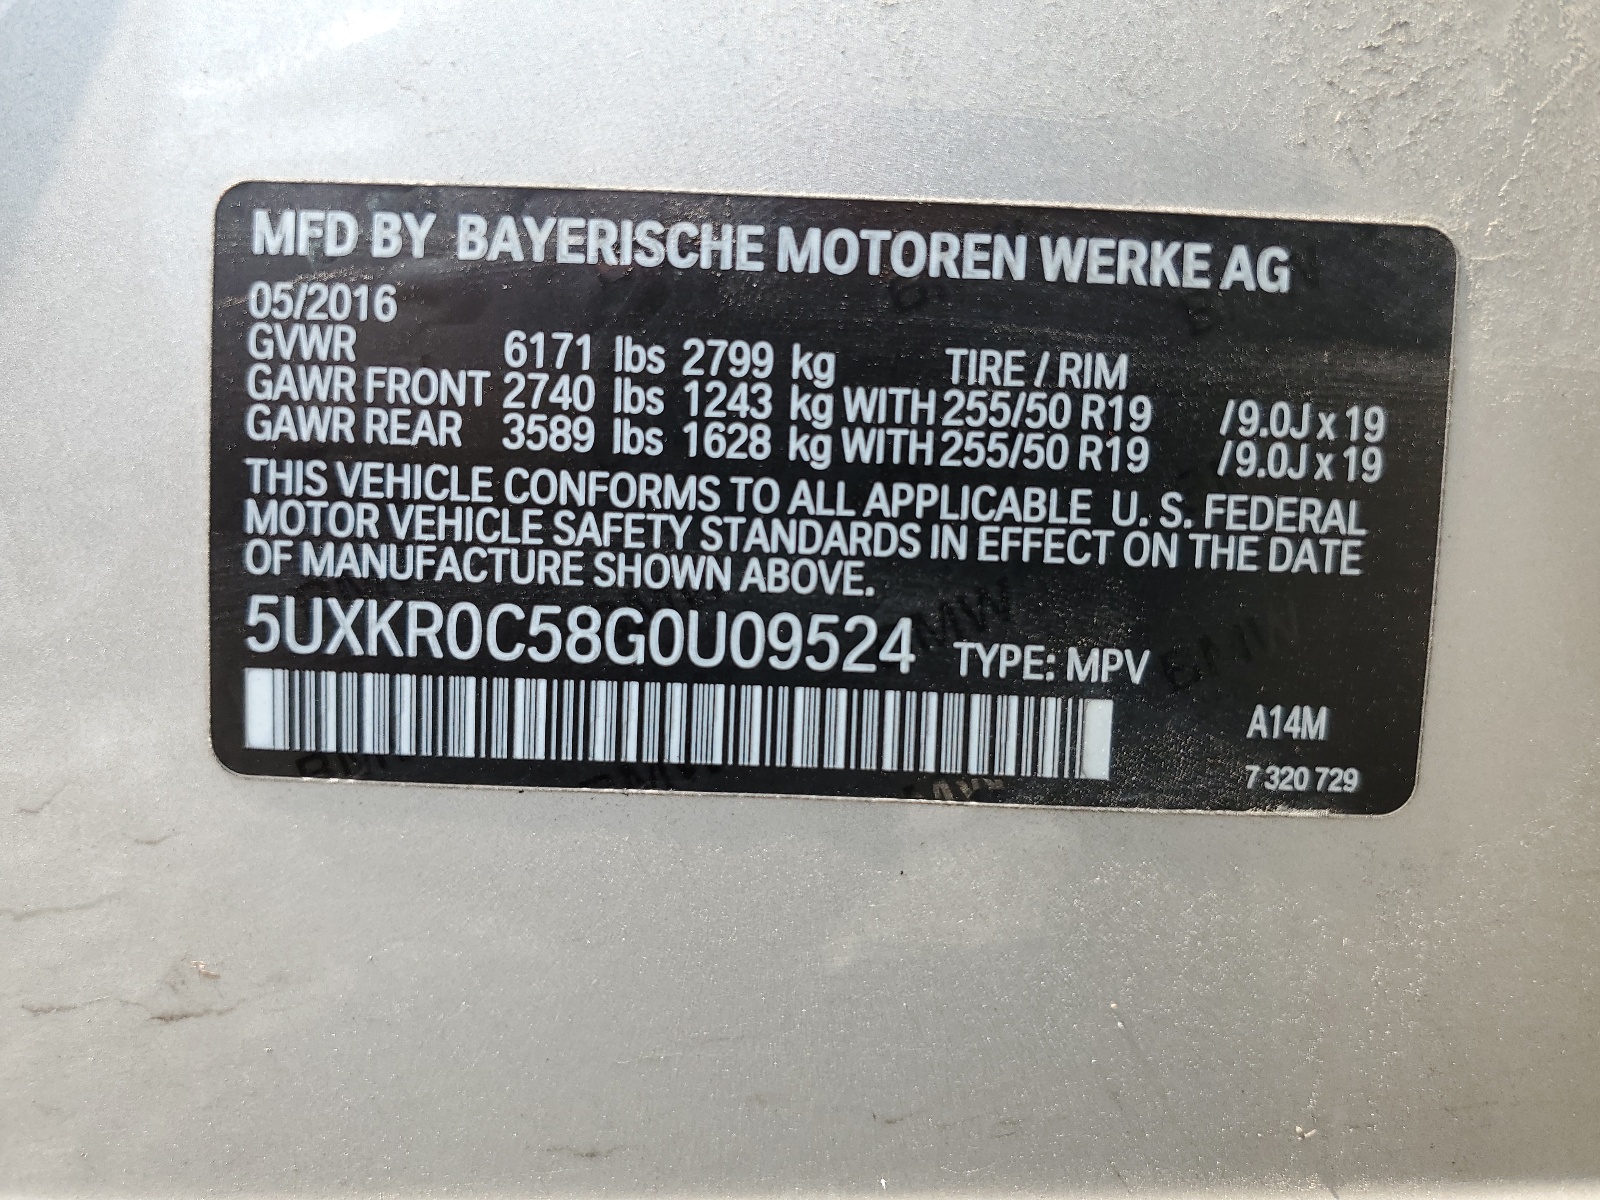 MFD BY BAYERISCHE MOTOREN WERKE AG
05/2016
GVWR 6171 lbs 2799 kg TIRE / RIM
GAWR FRONT 2740 lbs 1243 kg WITH 255/50 R19 /9.0J x 19
GAWR REAR 3589 lbs 1628 kg WITH 255/50 R19 /9.0J x 19
THIS VEHICLE CONFORMS TO ALL APPLICABLE U. S. FEDERAL
MOTOR VEHICLE SAFETY STANDARDS IN EFFECT ON THE DATE
OF MANUFACTURE SHOWN ABOVE.
5UXKR0C58G0U09524 TYPE: MPV
A14M
7 320 729